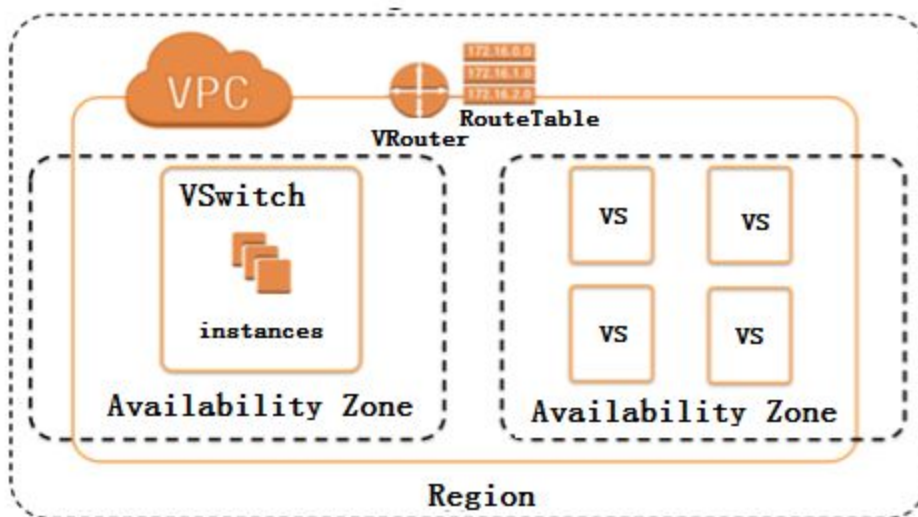 VPC
172.16.0.0
172.16.1.0
172.16.2.0
RouteTable
VRouter
VSwitch
instances
Availability Zone
VS
VS
VS
VS
Availability Zone
Region